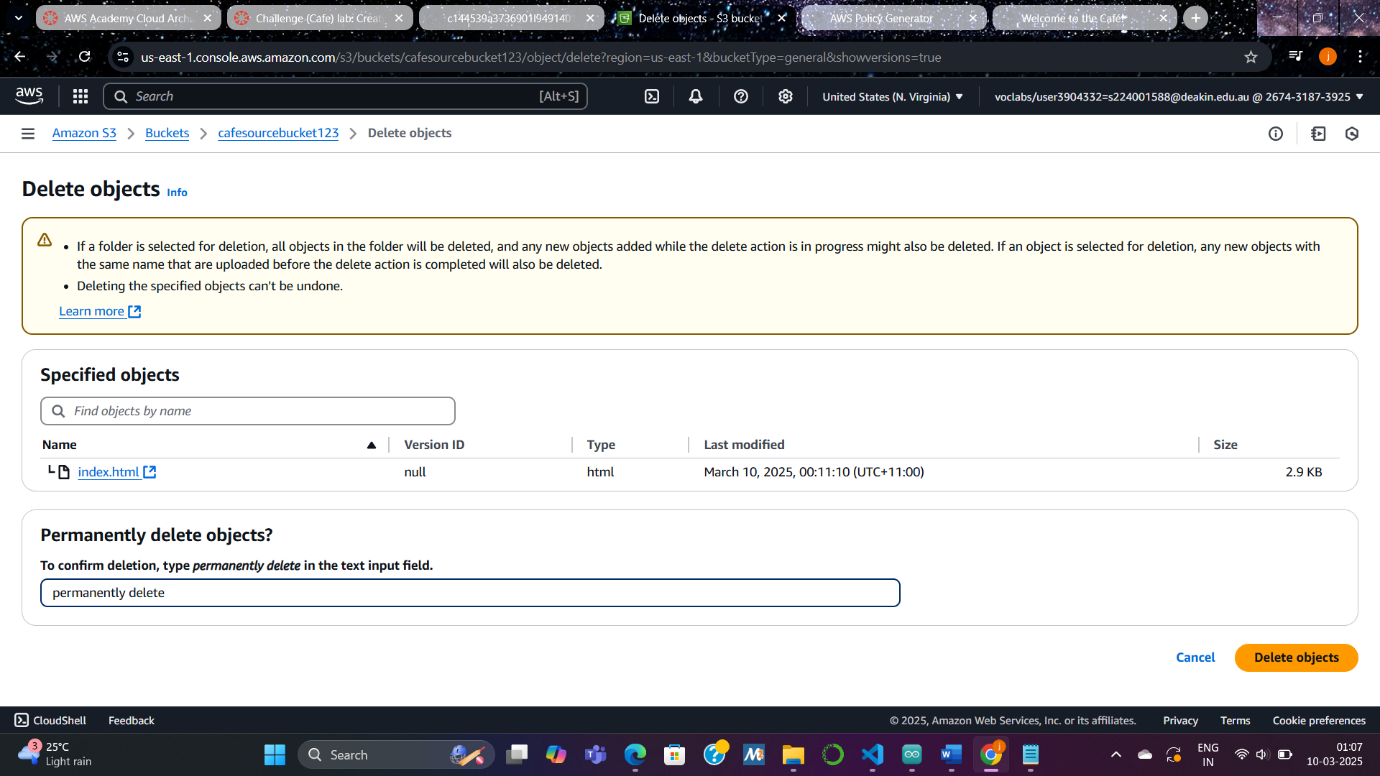 AWS Academy Cloud Arch
Challenge (Cafe) lab: Creat
c144539a3736901l949140
Delete objects - S3 bucket
AWS Policy Generator
Welcome to the Café!
us-east-1.console.aws.amazon.com/s3/buckets/cafesourcebucket123/object/delete?region=us-east-1&bucketType=general&showversions=true
j
aws
Search
[Alt+S]
United States (N. Virginia)
voclabs/user3904332=s224001588@deakin.edu.au @ 2674-3187-3925
Amazon S3
Buckets
cafesourcebucket123
Delete objects
Delete objects Info
• If a folder is selected for deletion, all objects in the folder will be deleted, and any new objects added while the delete action is in progress might also be deleted. If an object is selected for deletion, any new objects with
the same name that are uploaded before the delete action is completed will also be deleted.
• Deleting the specified objects can't be undone.
Learn more
Specified objects
Find objects by name
Name Version ID Type Last modified Size
index.html null html March 10, 2025, 00:11:10 (UTC+11:00) 2.9 KB
Permanently delete objects?
To confirm deletion, type permanently delete in the text input field.
permanently delete
Cancel
Delete objects
CloudShell
Feedback
© 2025, Amazon Web Services, Inc. or its affiliates.
Privacy
Terms
Cookie preferences
3
25°C
Light rain
Search
ENG
IN
01:07
10-03-2025